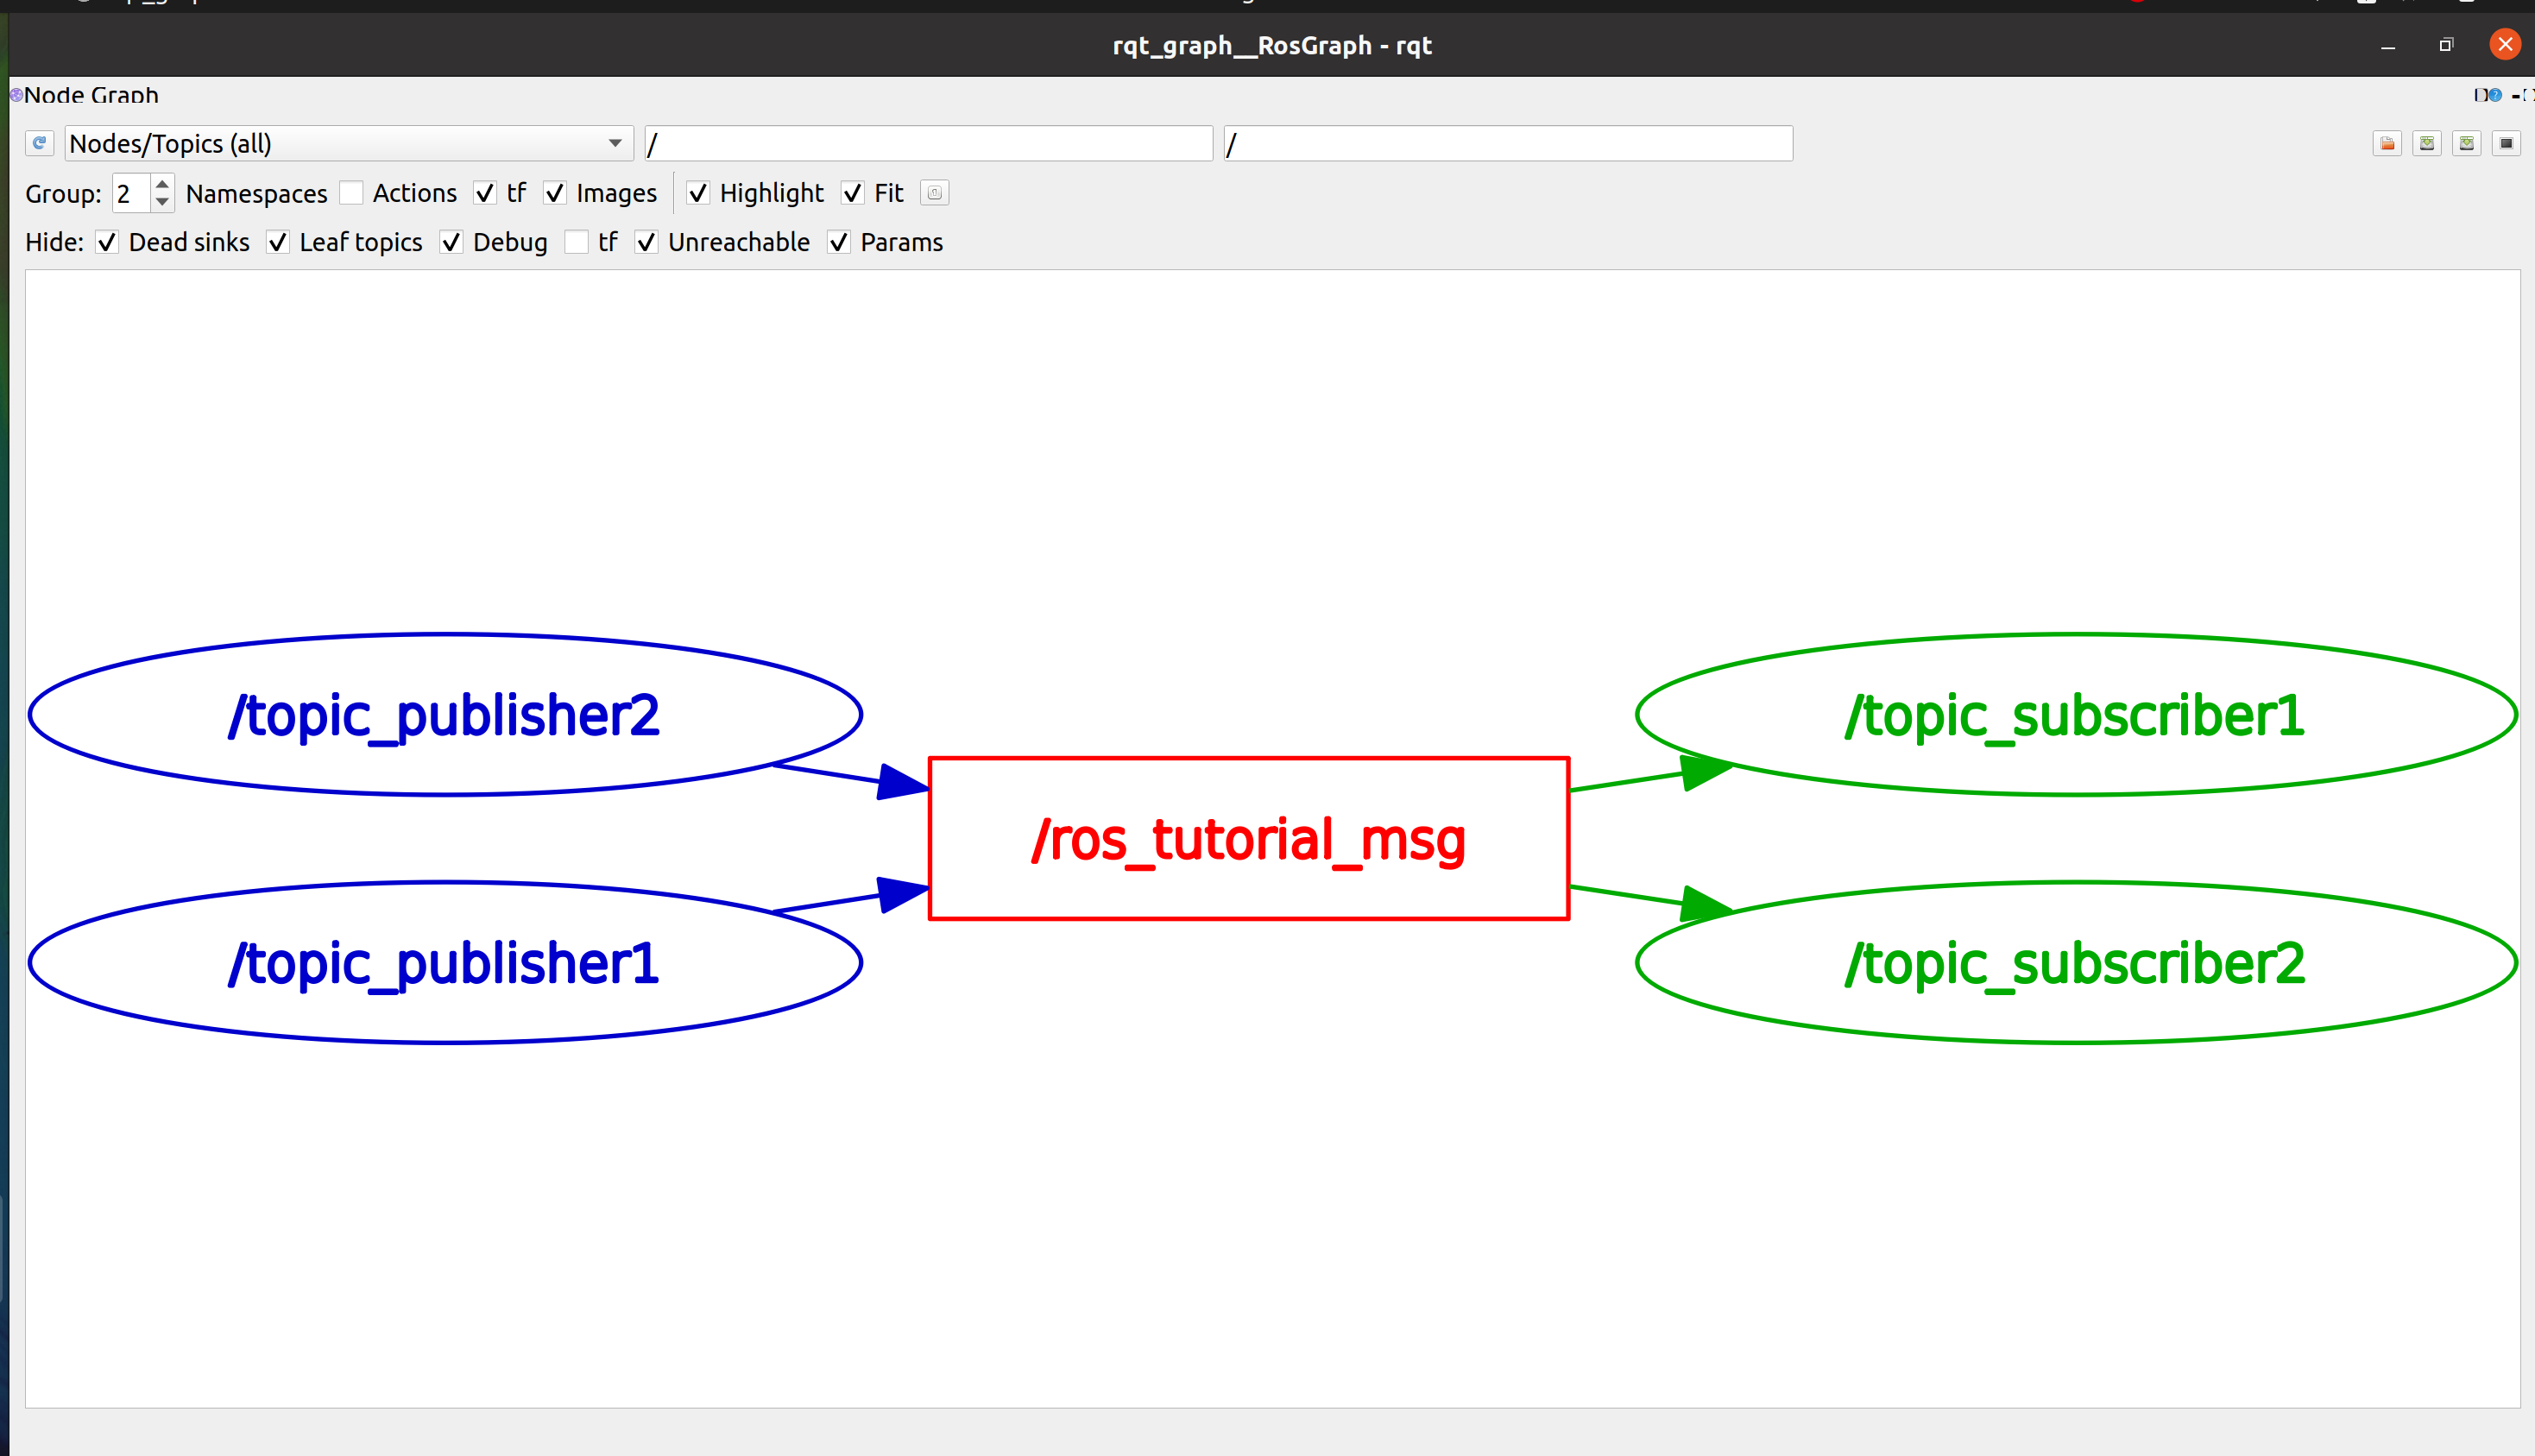 rqt_graph__RosGraph - rqt
Node Graph
Nodes/Topics (all) / /
Group: 2 Namespaces Actions tf Images Highlight Fit
Hide: Dead sinks Leaf topics Debug tf Unreachable Params
/topic_publisher2
/topic_subscriber1
/ros_tutorial_msg
/topic_publisher1
/topic_subscriber2